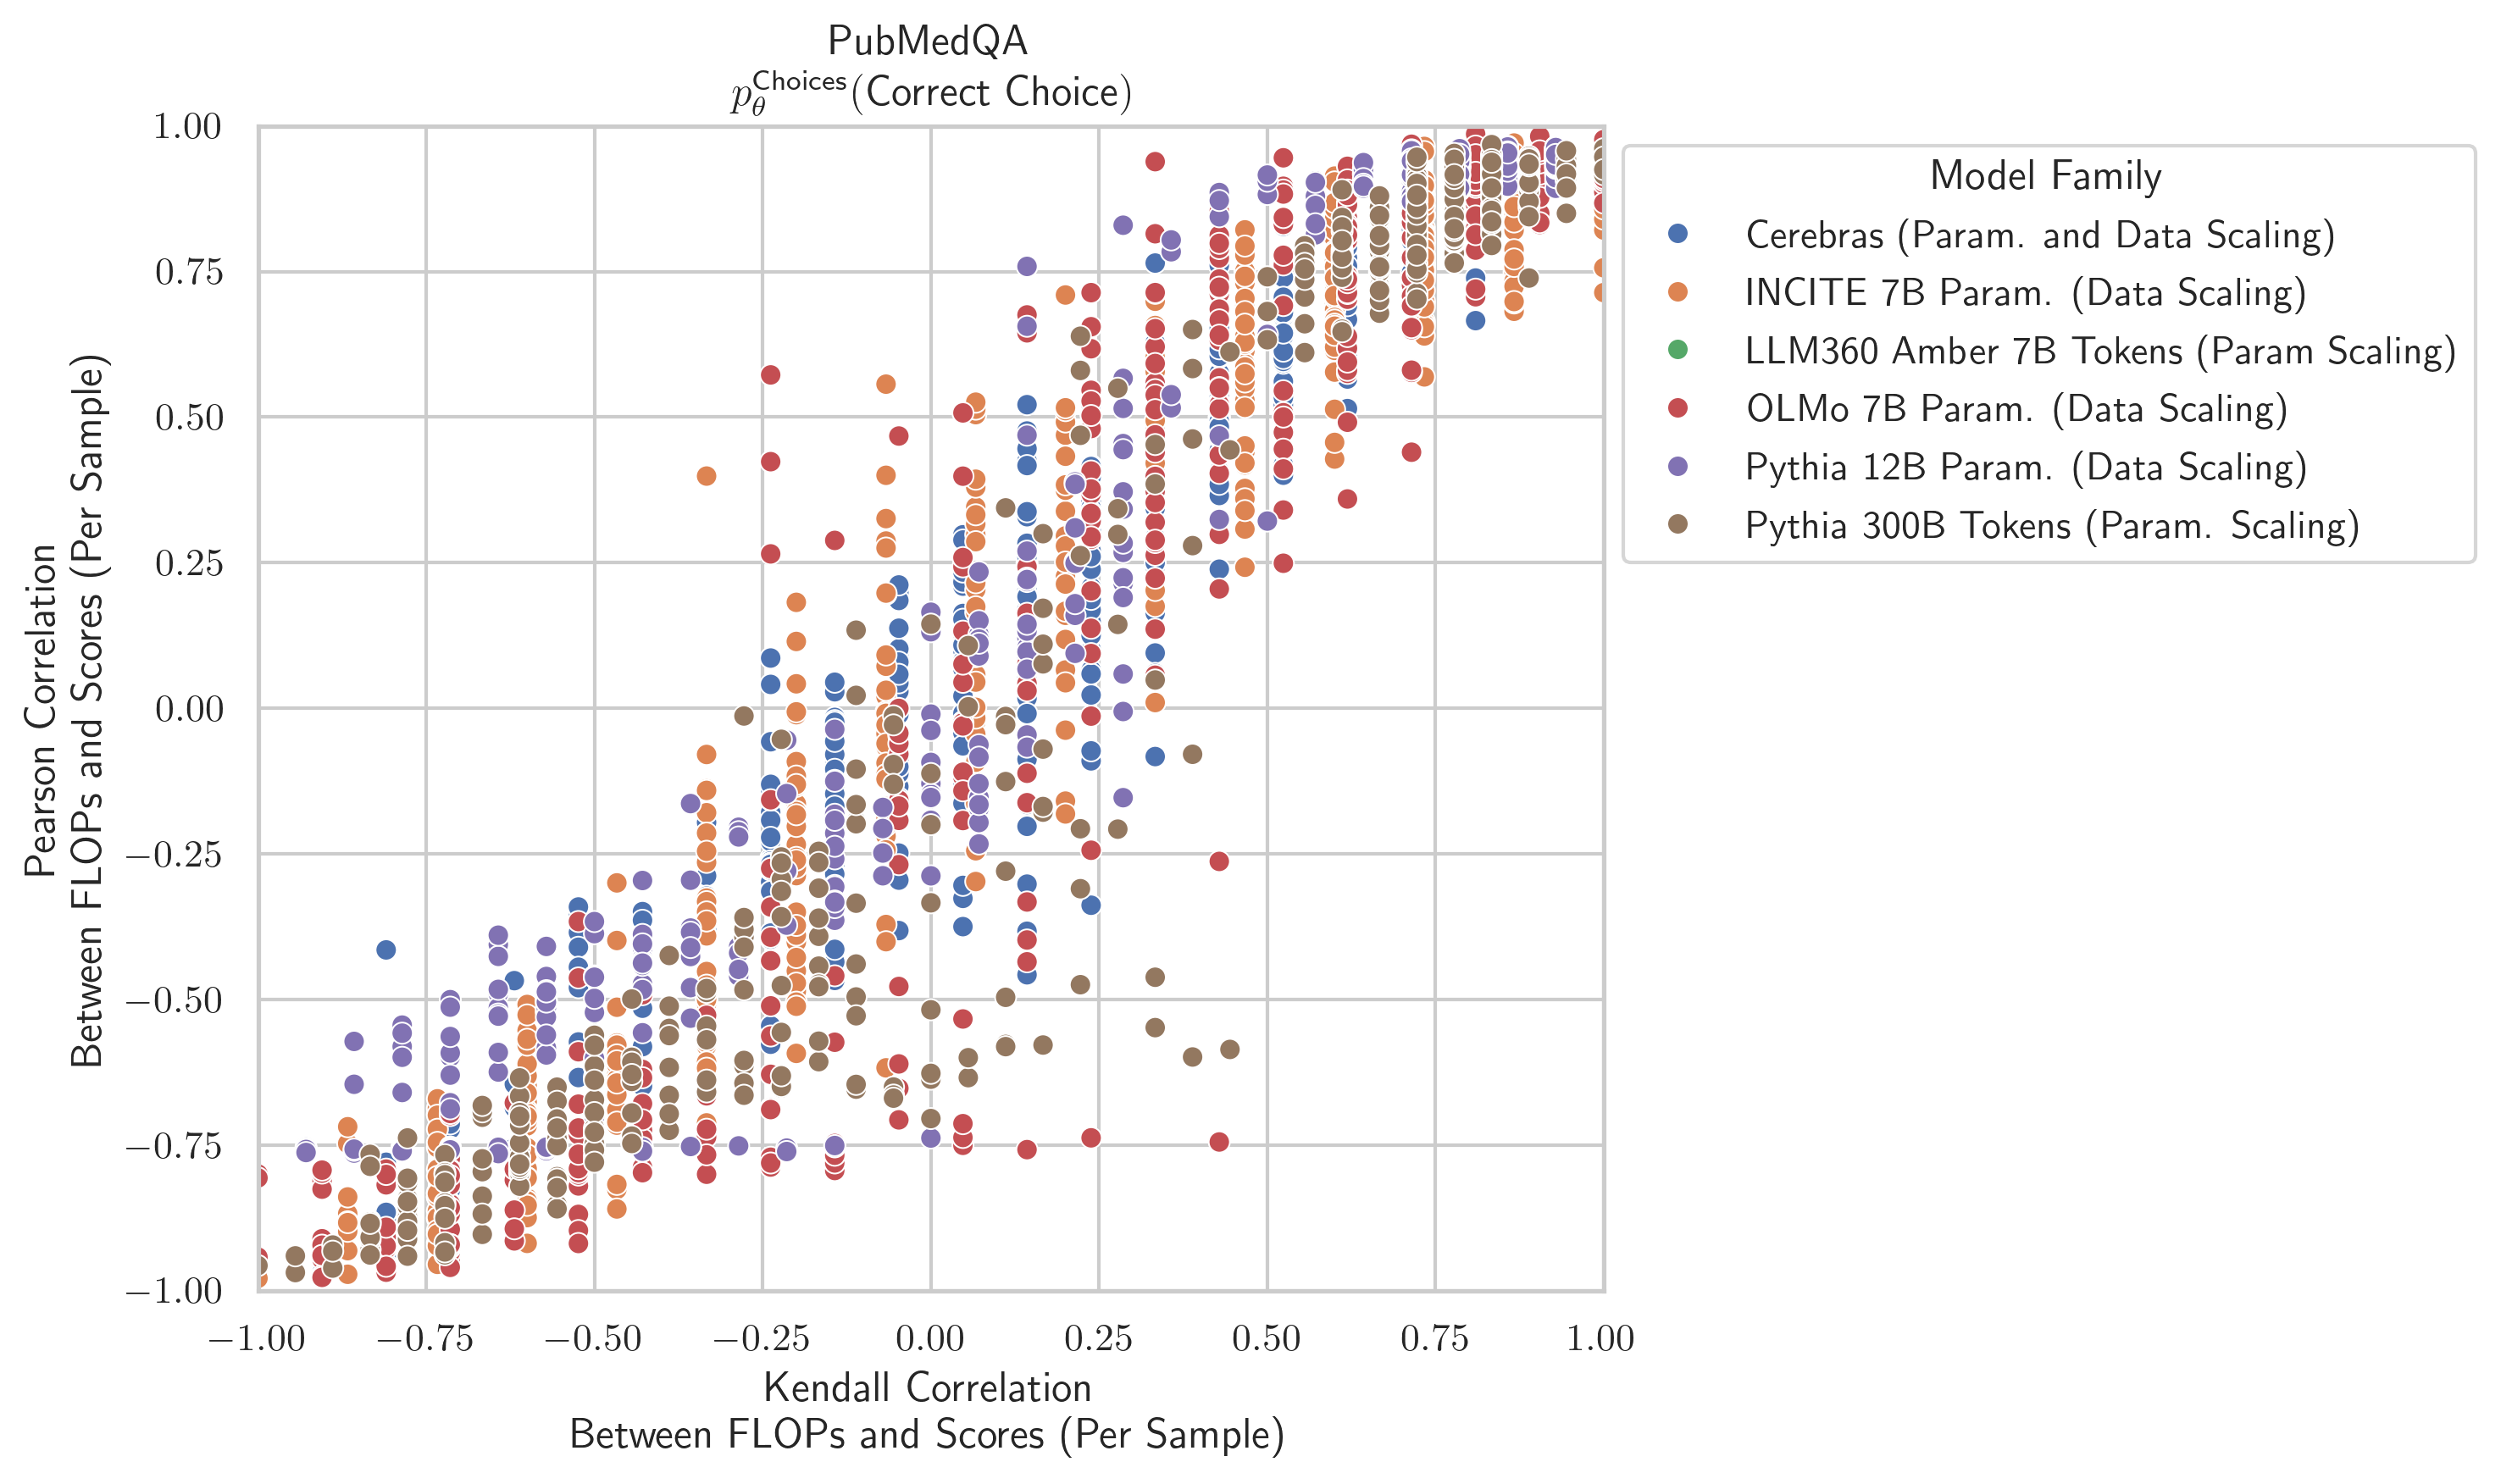 PubMedQA
p_θ^Choices(Correct Choice)
1.00
0.75
0.50
0.25
0.00
−0.25
−0.50
−0.75
−1.00
Pearson Correlation
Between FLOPs and Scores (Per Sample)
−1.00 −0.75 −0.50 −0.25 0.00 0.25 0.50 0.75 1.00
Kendall Correlation
Between FLOPs and Scores (Per Sample)
Model Family
Cerebras (Param. and Data Scaling)
INCITE 7B Param. (Data Scaling)
LLM360 Amber 7B Tokens (Param Scaling)
OLMo 7B Param. (Data Scaling)
Pythia 12B Param. (Data Scaling)
Pythia 300B Tokens (Param. Scaling)